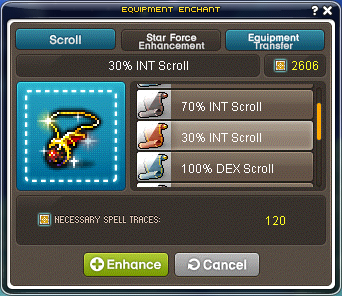 EQUIPMENT ENCHANT
Scroll
Star Force
Enhancement
Equipment
Transfer
30% INT Scroll
2606
70% INT Scroll
30% INT Scroll
100% DEX Scroll
NECESSARY SPELL TRACES:
120
Enhance
Cancel